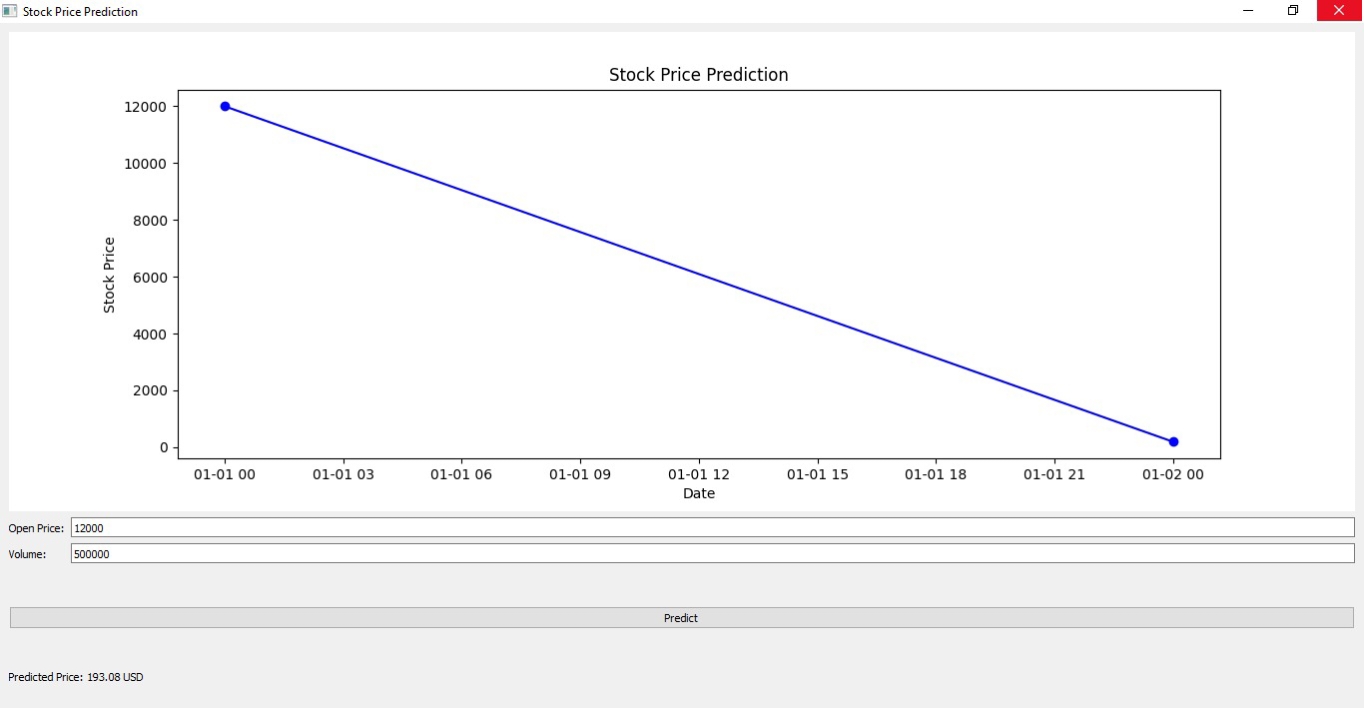 Stock Price Prediction
Stock Price Prediction
12000
10000
8000
6000
4000
2000
0
Stock Price
01-01 00 01-01 03 01-01 06 01-01 09 01-01 12 01-01 15 01-01 18 01-01 21 01-02 00
Date
Open Price: 12000
Volume: 500000
Predict
Predicted Price: 193.08 USD